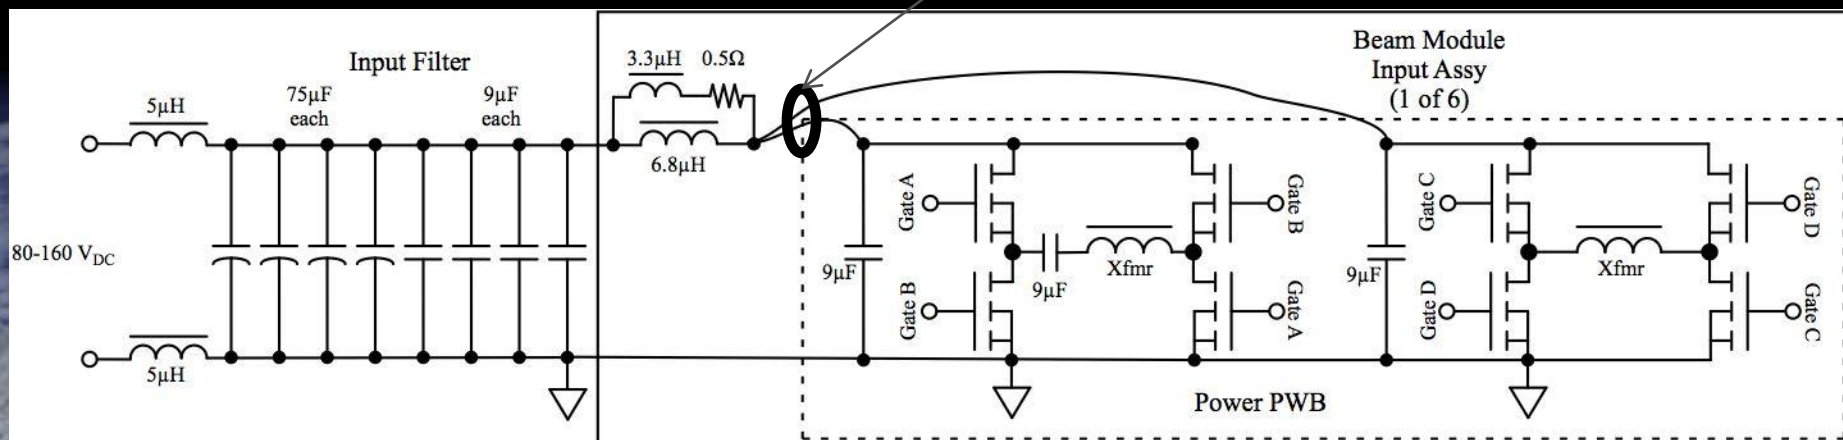 Input Filter
Beam Module
Input Assy
(1 of 6)
5μH
75μF
each
9μF
each
3.3μH
0.5Ω
6.8μH
80-160 VDC
5μH
9μF
Gate A
Gate B
9μF
Xfmr
Gate B
Gate A
9μF
Gate C
Gate D
Xfmr
Gate D
Gate C
Power PWB